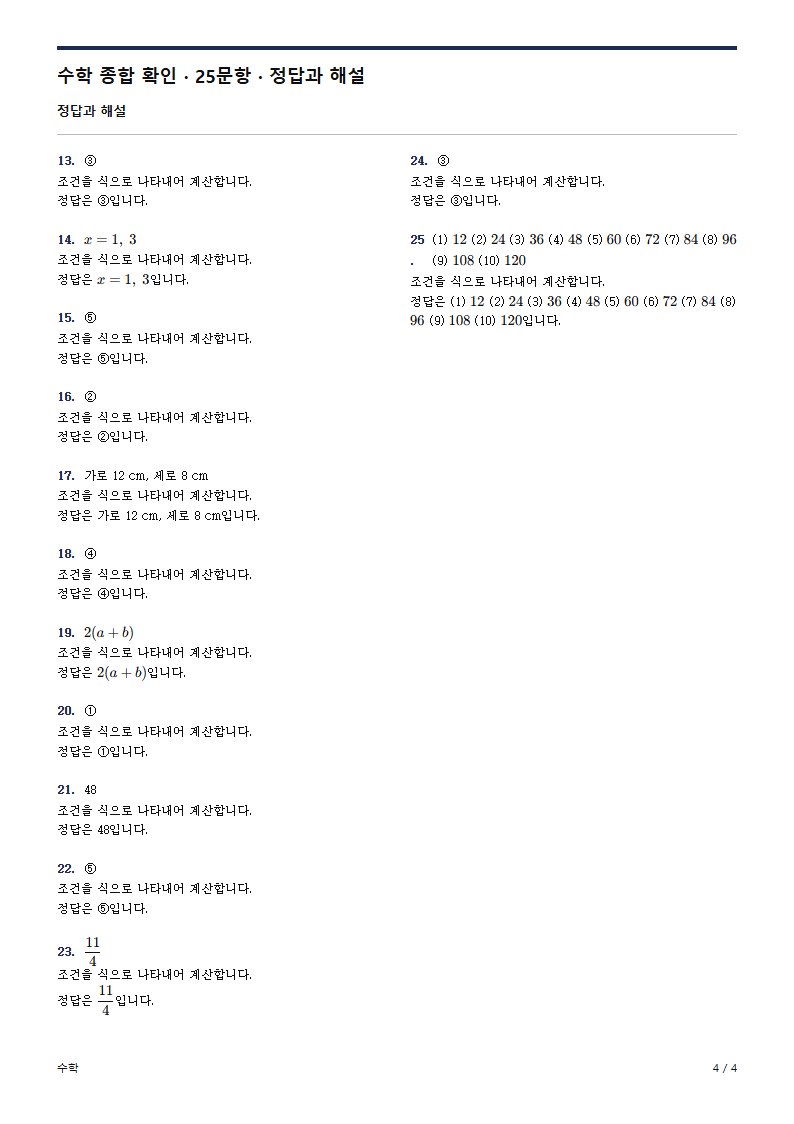 수학 종합 확인 · 25문항 · 정답과 해설
정답과 해설
13. ③
조건을 식으로 나타내어 계산합니다.
정답은 ③입니다.
14. x = 1, 3
조건을 식으로 나타내어 계산합니다.
정답은 x = 1, 3입니다.
15. ⑤
조건을 식으로 나타내어 계산합니다.
정답은 ⑤입니다.
16. ②
조건을 식으로 나타내어 계산합니다.
정답은 ②입니다.
17. 가로 12 cm, 세로 8 cm
조건을 식으로 나타내어 계산합니다.
정답은 가로 12 cm, 세로 8 cm입니다.
18. ④
조건을 식으로 나타내어 계산합니다.
정답은 ④입니다.
19. 2(a + b)
조건을 식으로 나타내어 계산합니다.
정답은 2(a + b)입니다.
20. ①
조건을 식으로 나타내어 계산합니다.
정답은 ①입니다.
21. 48
조건을 식으로 나타내어 계산합니다.
정답은 48입니다.
22. ⑤
조건을 식으로 나타내어 계산합니다.
정답은 ⑤입니다.
23. 11/4
조건을 식으로 나타내어 계산합니다.
정답은 11/4입니다.
24. ③
조건을 식으로 나타내어 계산합니다.
정답은 ③입니다.
25 (1) 12 (2) 24 (3) 36 (4) 48 (5) 60 (6) 72 (7) 84 (8) 96
. (9) 108 (10) 120
조건을 식으로 나타내어 계산합니다.
정답은 (1) 12 (2) 24 (3) 36 (4) 48 (5) 60 (6) 72 (7) 84 (8)
96 (9) 108 (10) 120입니다.
수학
4 / 4